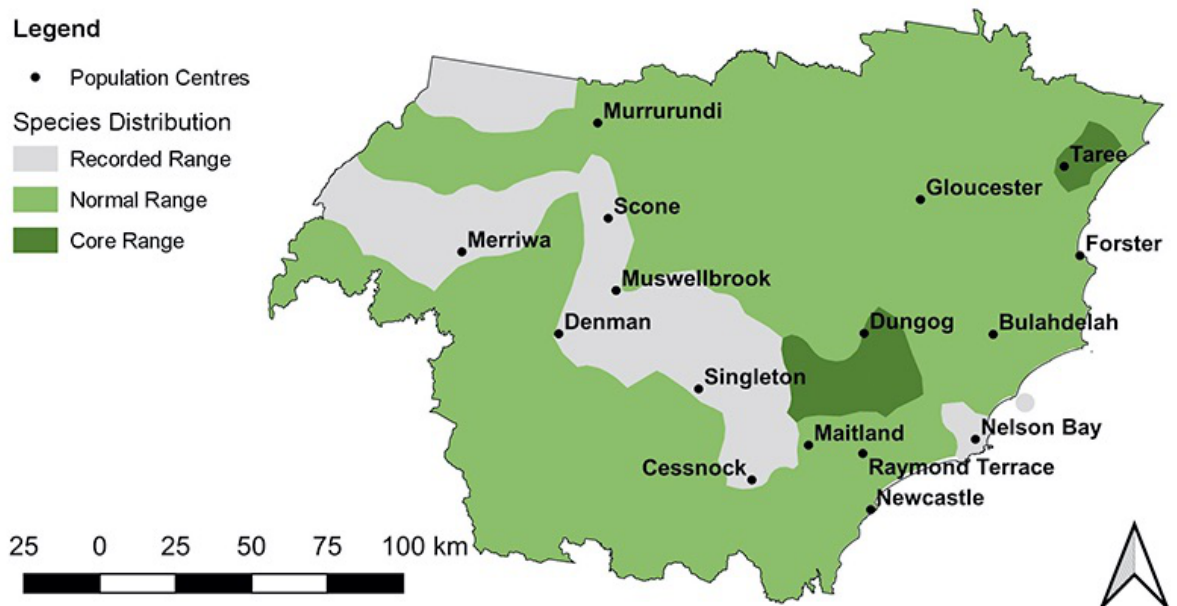 Legend
Population Centres
Species Distribution
Recorded Range
Normal Range
Core Range
Murrurundi
Taree
Gloucester
Scone
Merriwa
Forster
Muswellbrook
Denman
Dungog
Bulahdelah
Singleton
Nelson Bay
Maitland
Cessnock
Raymond Terrace
Newcastle
25 0 25 50 75 100 km